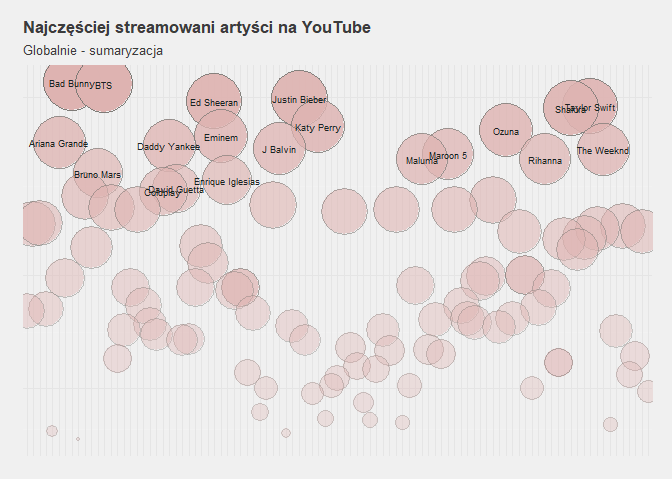 Najczęściej streamowani artyści na YouTube
Globalnie - sumaryzacja
Bad Bunny
BTS
Ed Sheeran
Justin Bieber
Shakira
Taylor Swift
Katy Perry
Ozuna
Eminem
Ariana Grande
Daddy Yankee
J Balvin
The Weeknd
Maluma
Maroon 5
Rihanna
Bruno Mars
Enrique Iglesias
David Guetta
Coldplay